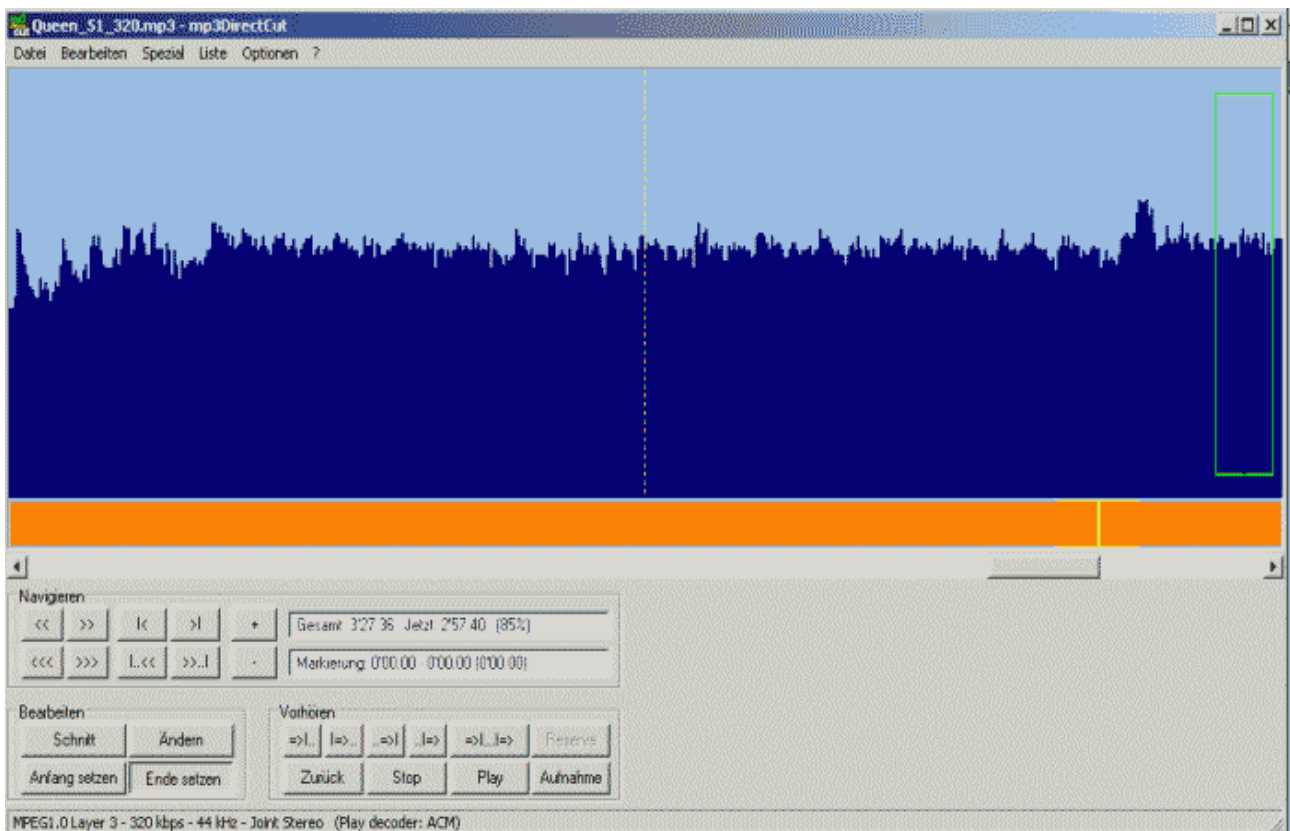 Queen_S1_320.mp3 - mp3DirectCut
Datei Bearbeiten Spezial Liste Optionen ?
Navigieren
<< >> |< >| + Gesamt: 3'27.36 Jetzt: 2'57.40 (85%)
<<< >>> |..<< >>..| - Markierung: 0'00.00 - 0'00.00 (0'00.00)
Bearbeiten Vorhören
Schnitt Ändern =>|.. |=>.. ..=>| ..|=> =>|...|=> Reserve
Anfang setzen Ende setzen Zurück Stop Play Aufnahme
MPEG1.0 Layer 3 - 320 kbps - 44 kHz - Joint Stereo (Play decoder: ACM)